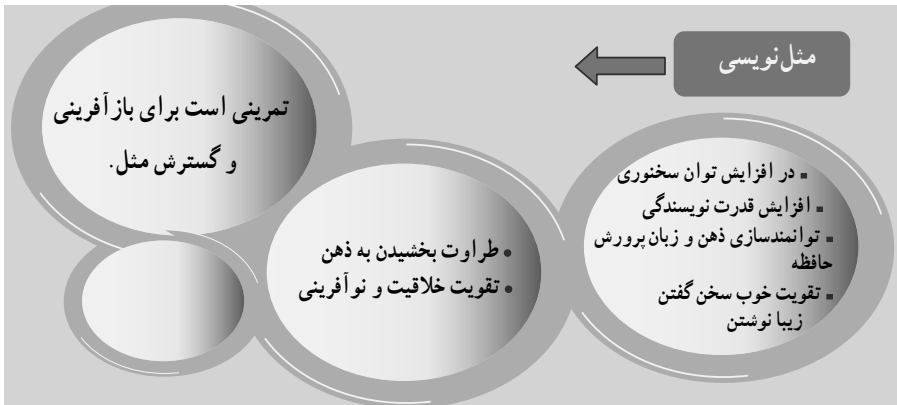 مثل‌نویسی
در افزایش توان سخنوری
افزایش قدرت نویسندگی
توانمندسازی ذهن و زبان پرورش
حافظه
تقویت خوب سخن گفتن
زیبا نوشتن
طراوت بخشیدن به ذهن
تقویت خلاقیت و نوآفرینی
تمرینی است برای بازآفرینی
و گسترش مثل.